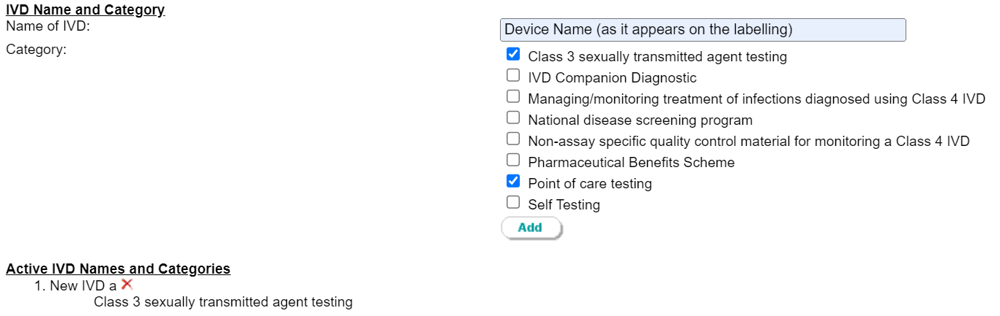 IVD Name and Category
Name of IVD:
Device Name (as it appears on the labelling)
Category:
Class 3 sexually transmitted agent testing
IVD Companion Diagnostic
Managing/monitoring treatment of infections diagnosed using Class 4 IVD
National disease screening program
Non-assay specific quality control material for monitoring a Class 4 IVD
Pharmaceutical Benefits Scheme
Point of care testing
Self Testing
Add
Active IVD Names and Categories
1. New IVD a
Class 3 sexually transmitted agent testing